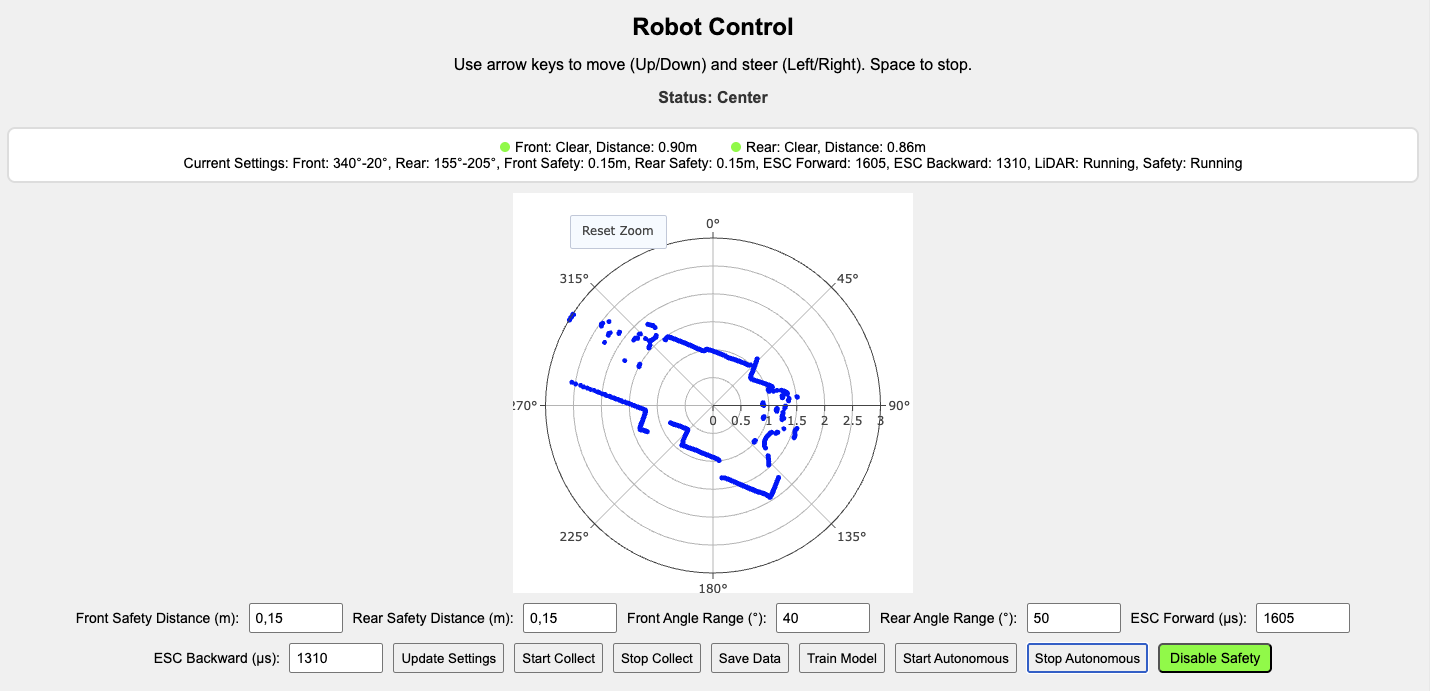 Robot Control
Use arrow keys to move (Up/Down) and steer (Left/Right). Space to stop.
Status: Center
Front: Clear, Distance: 0.90m Rear: Clear, Distance: 0.86m
Current Settings: Front: 340°-20°, Rear: 155°-205°, Front Safety: 0.15m, Rear Safety: 0.15m, ESC Forward: 1605, ESC Backward: 1310, LiDAR: Running, Safety: Running
Reset Zoom
0°
315° 45°
270° 90°
0 0.5 1 1.5 2 2.5 3
225° 135°
180°
Front Safety Distance (m): 0,15 Rear Safety Distance (m): 0,15 Front Angle Range (°): 40 Rear Angle Range (°): 50 ESC Forward (µs): 1605
ESC Backward (µs): 1310 Update Settings Start Collect Stop Collect Save Data Train Model Start Autonomous Stop Autonomous Disable Safety